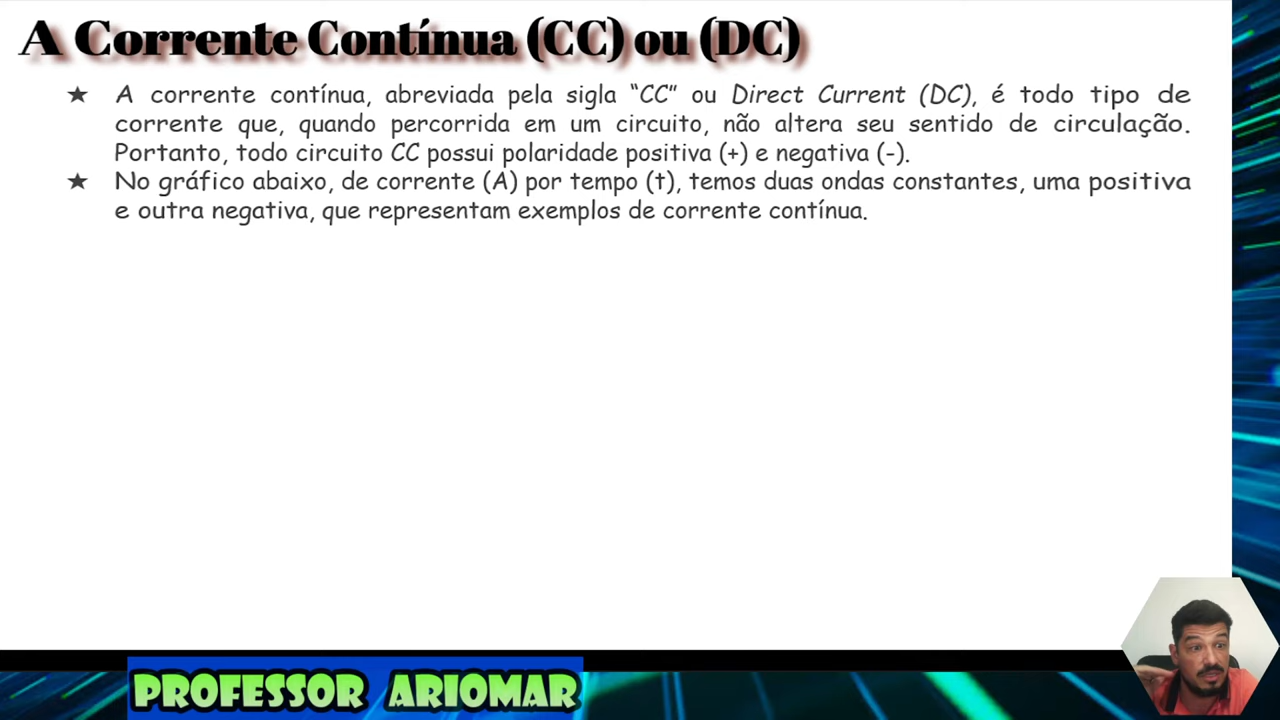 A Corrente Contínua (CC) ou (DC)
★ A corrente contínua, abreviada pela sigla “CC” ou Direct Current (DC), é todo tipo de
corrente que, quando percorrida em um circuito, não altera seu sentido de circulação.
Portanto, todo circuito CC possui polaridade positiva (+) e negativa (-).
★ No gráfico abaixo, de corrente (A) por tempo (t), temos duas ondas constantes, uma positiva
e outra negativa, que representam exemplos de corrente contínua.
PROFESSOR ARIOMAR